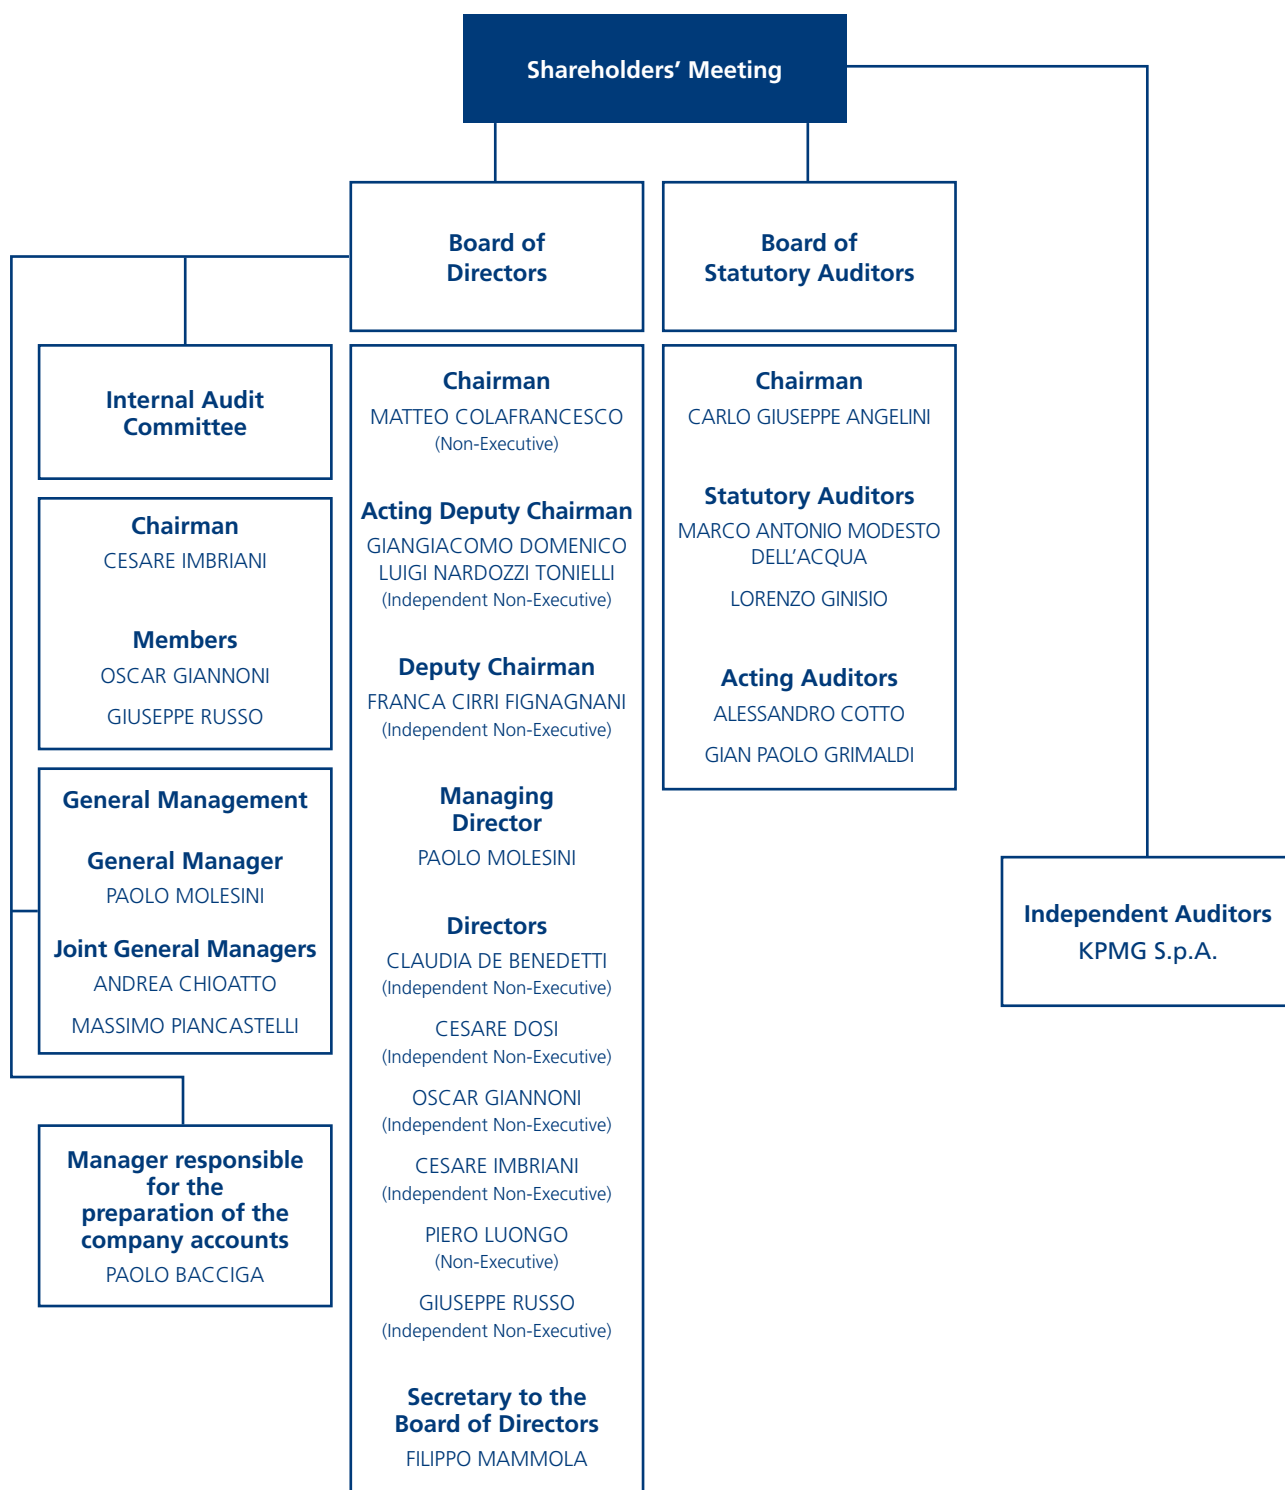 Shareholders’ Meeting
Board of
Directors
Board of
Statutory Auditors
Internal Audit
Committee
Chairman
CESARE IMBRIANI
Members
OSCAR GIANNONI
GIUSEPPE RUSSO
General Management
General Manager
PAOLO MOLESINI
Joint General Managers
ANDREA CHIOATTO
MASSIMO PIANCASTELLI
Manager responsible
for the
preparation of the
company accounts
PAOLO BACCIGA
Chairman
MATTEO COLAFRANCESCO
(Non-Executive)
Acting Deputy Chairman
GIANGIACOMO DOMENICO
LUIGI NARDOZZI TONIELLI
(Independent Non-Executive)
Deputy Chairman
FRANCA CIRRI FIGNAGNANI
(Independent Non-Executive)
Managing
Director
PAOLO MOLESINI
Directors
CLAUDIA DE BENEDETTI
(Independent Non-Executive)
CESARE DOSI
(Independent Non-Executive)
OSCAR GIANNONI
(Independent Non-Executive)
CESARE IMBRIANI
(Independent Non-Executive)
PIERO LUONGO
(Non-Executive)
GIUSEPPE RUSSO
(Independent Non-Executive)
Secretary to the
Board of Directors
FILIPPO MAMMOLA
Chairman
CARLO GIUSEPPE ANGELINI
Statutory Auditors
MARCO ANTONIO MODESTO
DELL’ACQUA
LORENZO GINISIO
Acting Auditors
ALESSANDRO COTTO
GIAN PAOLO GRIMALDI
Independent Auditors
KPMG S.p.A.